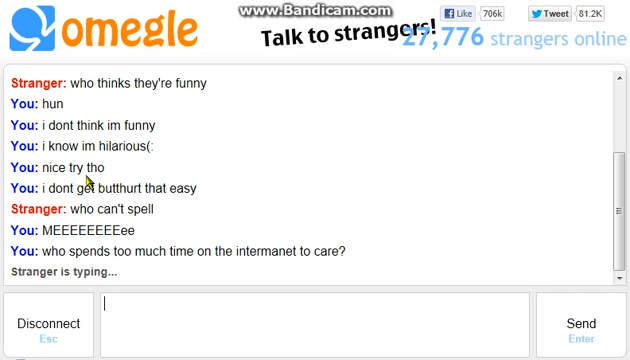 www.Bandicam.com
omegle
Talk to strangers!
Like
706k
Tweet
81.2K
27,776 strangers online
Stranger: who thinks they're funny
You: hun
You: i dont think im funny
You: i know im hilarious(:
You: nice try tho
You: i dont get butthurt that easy
Stranger: who can't spell
You: MEEEEEEEEee
You: who spends too much time on the intermanet to care?
Stranger is typing...
Disconnect
Esc
Send
Enter